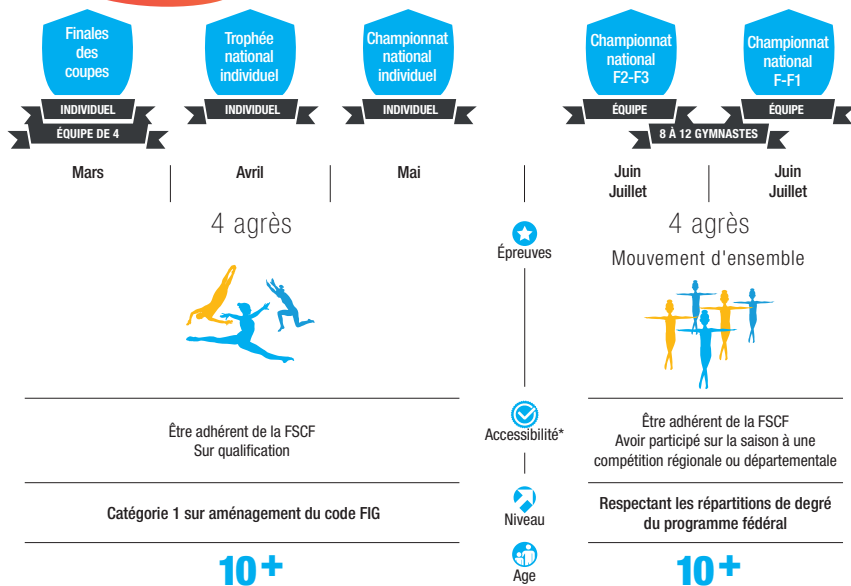 Finales
des
coupes
INDIVIDUEL
ÉQUIPE DE 4
Trophée
national
individuel
INDIVIDUEL
Championnat
national
individuel
INDIVIDUEL
Championnat
national
F2-F3
ÉQUIPE
Championnat
national
F-F1
ÉQUIPE
8 À 12 GYMNASTES
Mars
Avril
Mai
Juin
Juillet
Juin
Juillet
4 agrès
Épreuves
4 agrès
Mouvement d'ensemble
Être adhérent de la FSCF
Sur qualification
Accessibilité*
Être adhérent de la FSCF
Avoir participé sur la saison à une
compétition régionale ou départementale
Catégorie 1 sur aménagement du code FIG
Niveau
Respectant les répartitions de degré
du programme fédéral
10+
Age
10+